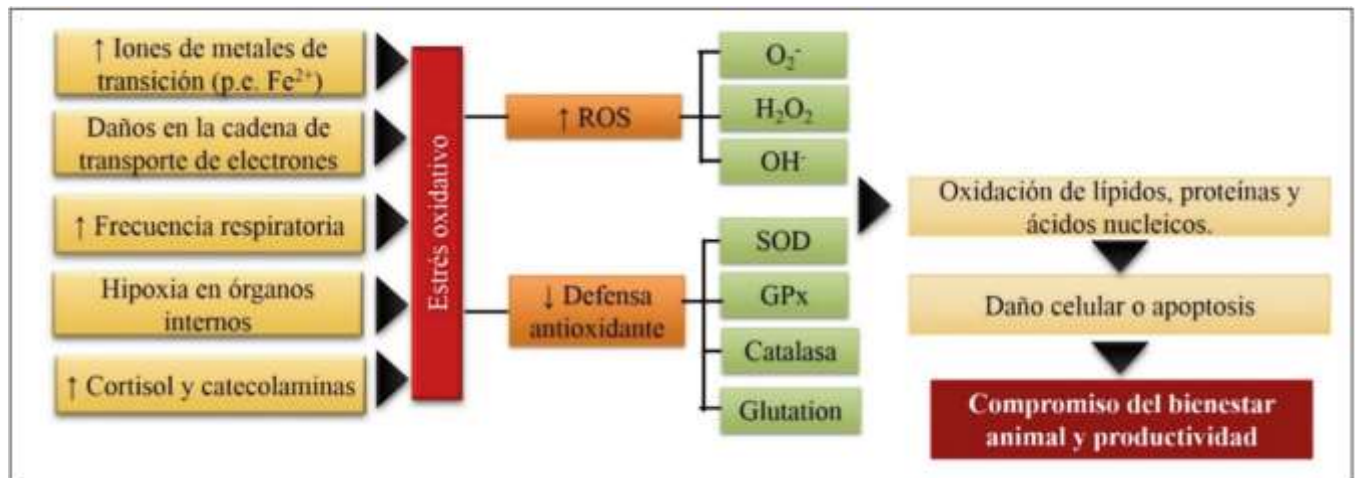 ↑ Iones de metales de
transición (p.e. Fe²⁺)
Daños en la cadena de
transporte de electrones
↑ Frecuencia respiratoria
Hipoxia en órganos
internos
↑ Cortisol y catecolaminas
Estrés oxidativo
↑ ROS
↓ Defensa
antioxidante
O₂⁻
H₂O₂
OH·
SOD
GPx
Catalasa
Glutation
Oxidación de lípidos, proteínas y
ácidos nucleicos.
Daño celular o apoptosis
Compromiso del bienestar
animal y productividad